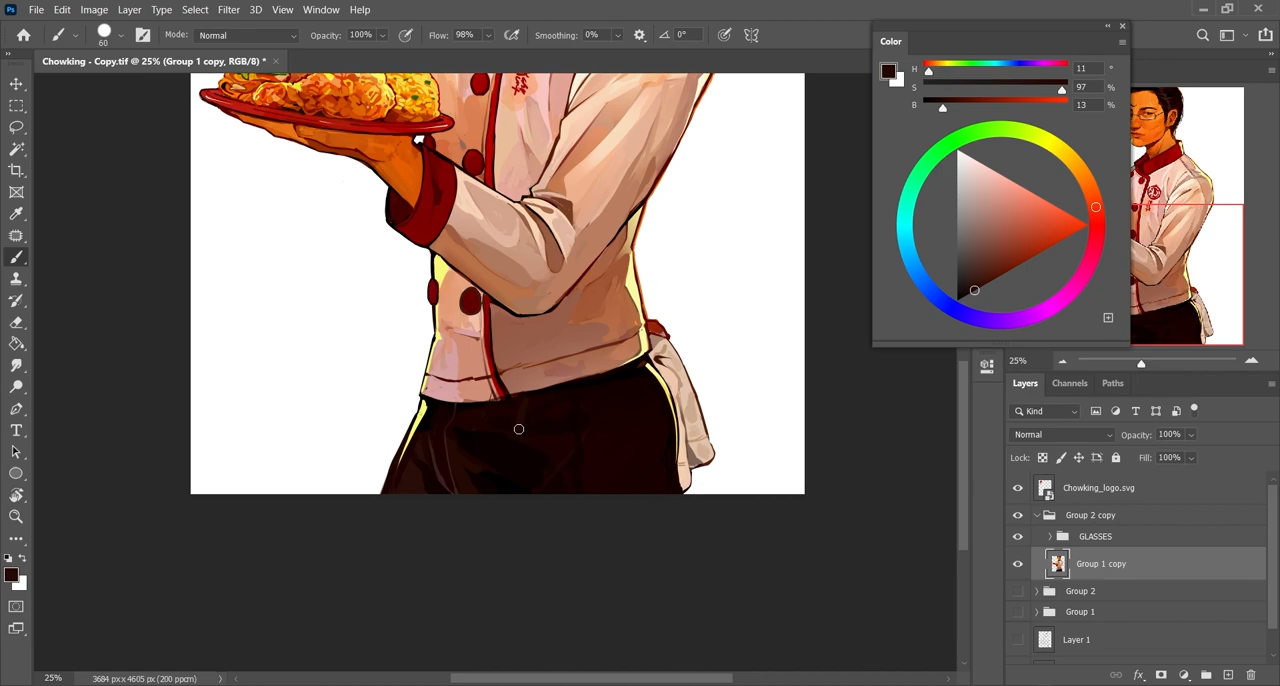 Ps File Edit Image Layer Type Select Filter 3D View Window Help
60 Mode: Normal Opacity: 100% Flow: 98% Smoothing: 0% 0°
Chowking - Copy.tif @ 25% (Group 1 copy, RGB/8) *
Color
H 11 °
S 97 %
B 13 %
25%
Layers Channels Paths
Kind
Normal Opacity: 100%
Lock: Fill: 100%
Chowking_logo.svg
Group 2 copy
GLASSES
Group 1 copy
Group 2
Group 1
Layer 1
25% 3684 px x 4605 px (200 ppcm)